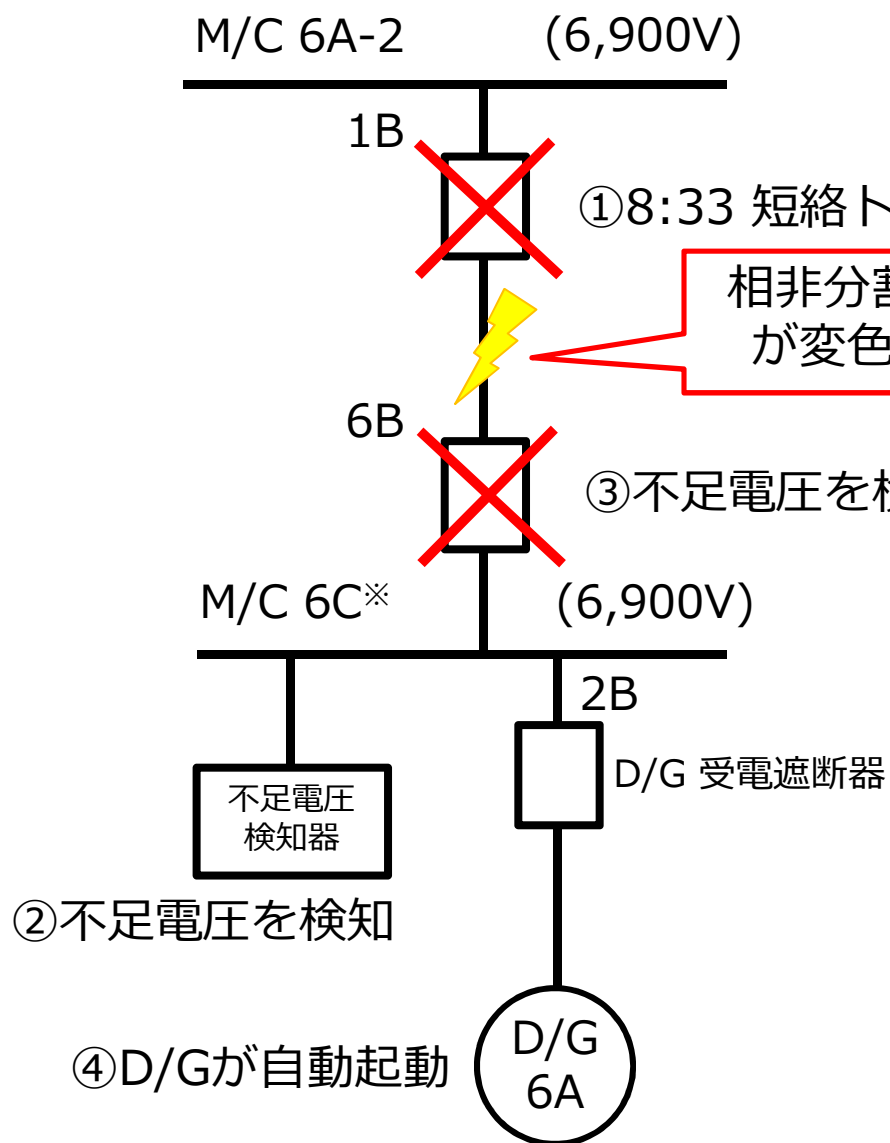 M/C 6A-2 (6,900V)
1B
①8:33 短絡ト
相非分割
が変色
6B
③不足電圧を検
M/C 6C※ (6,900V)
2B
D/G 受電遮断器
不足電圧
検知器
②不足電圧を検知
④D/Gが自動起動
D/G
6A